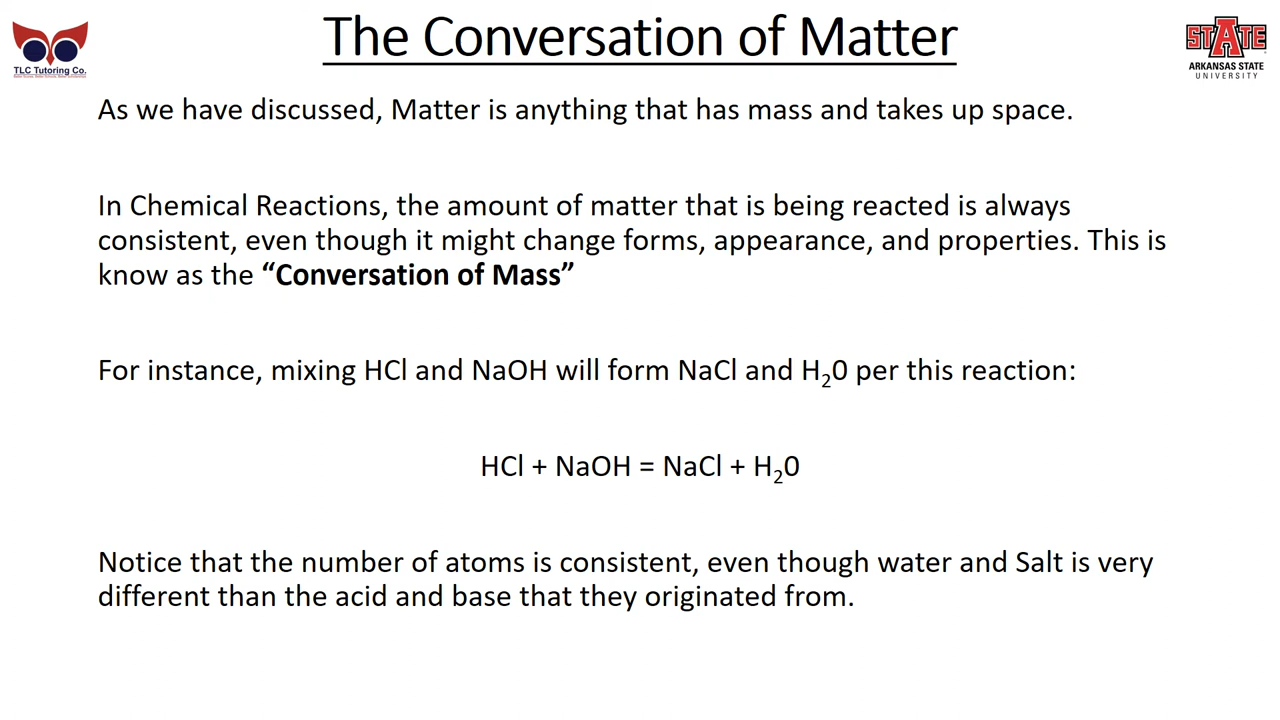 The Conversation of Matter
TLC Tutoring Co.
STATE
ARKANSAS STATE
UNIVERSITY
As we have discussed, Matter is anything that has mass and takes up space.
In Chemical Reactions, the amount of matter that is being reacted is always
consistent, even though it might change forms, appearance, and properties. This is
know as the “Conversation of Mass”
For instance, mixing HCl and NaOH will form NaCl and H₂0 per this reaction:
HCl + NaOH = NaCl + H₂0
Notice that the number of atoms is consistent, even though water and Salt is very
different than the acid and base that they originated from.